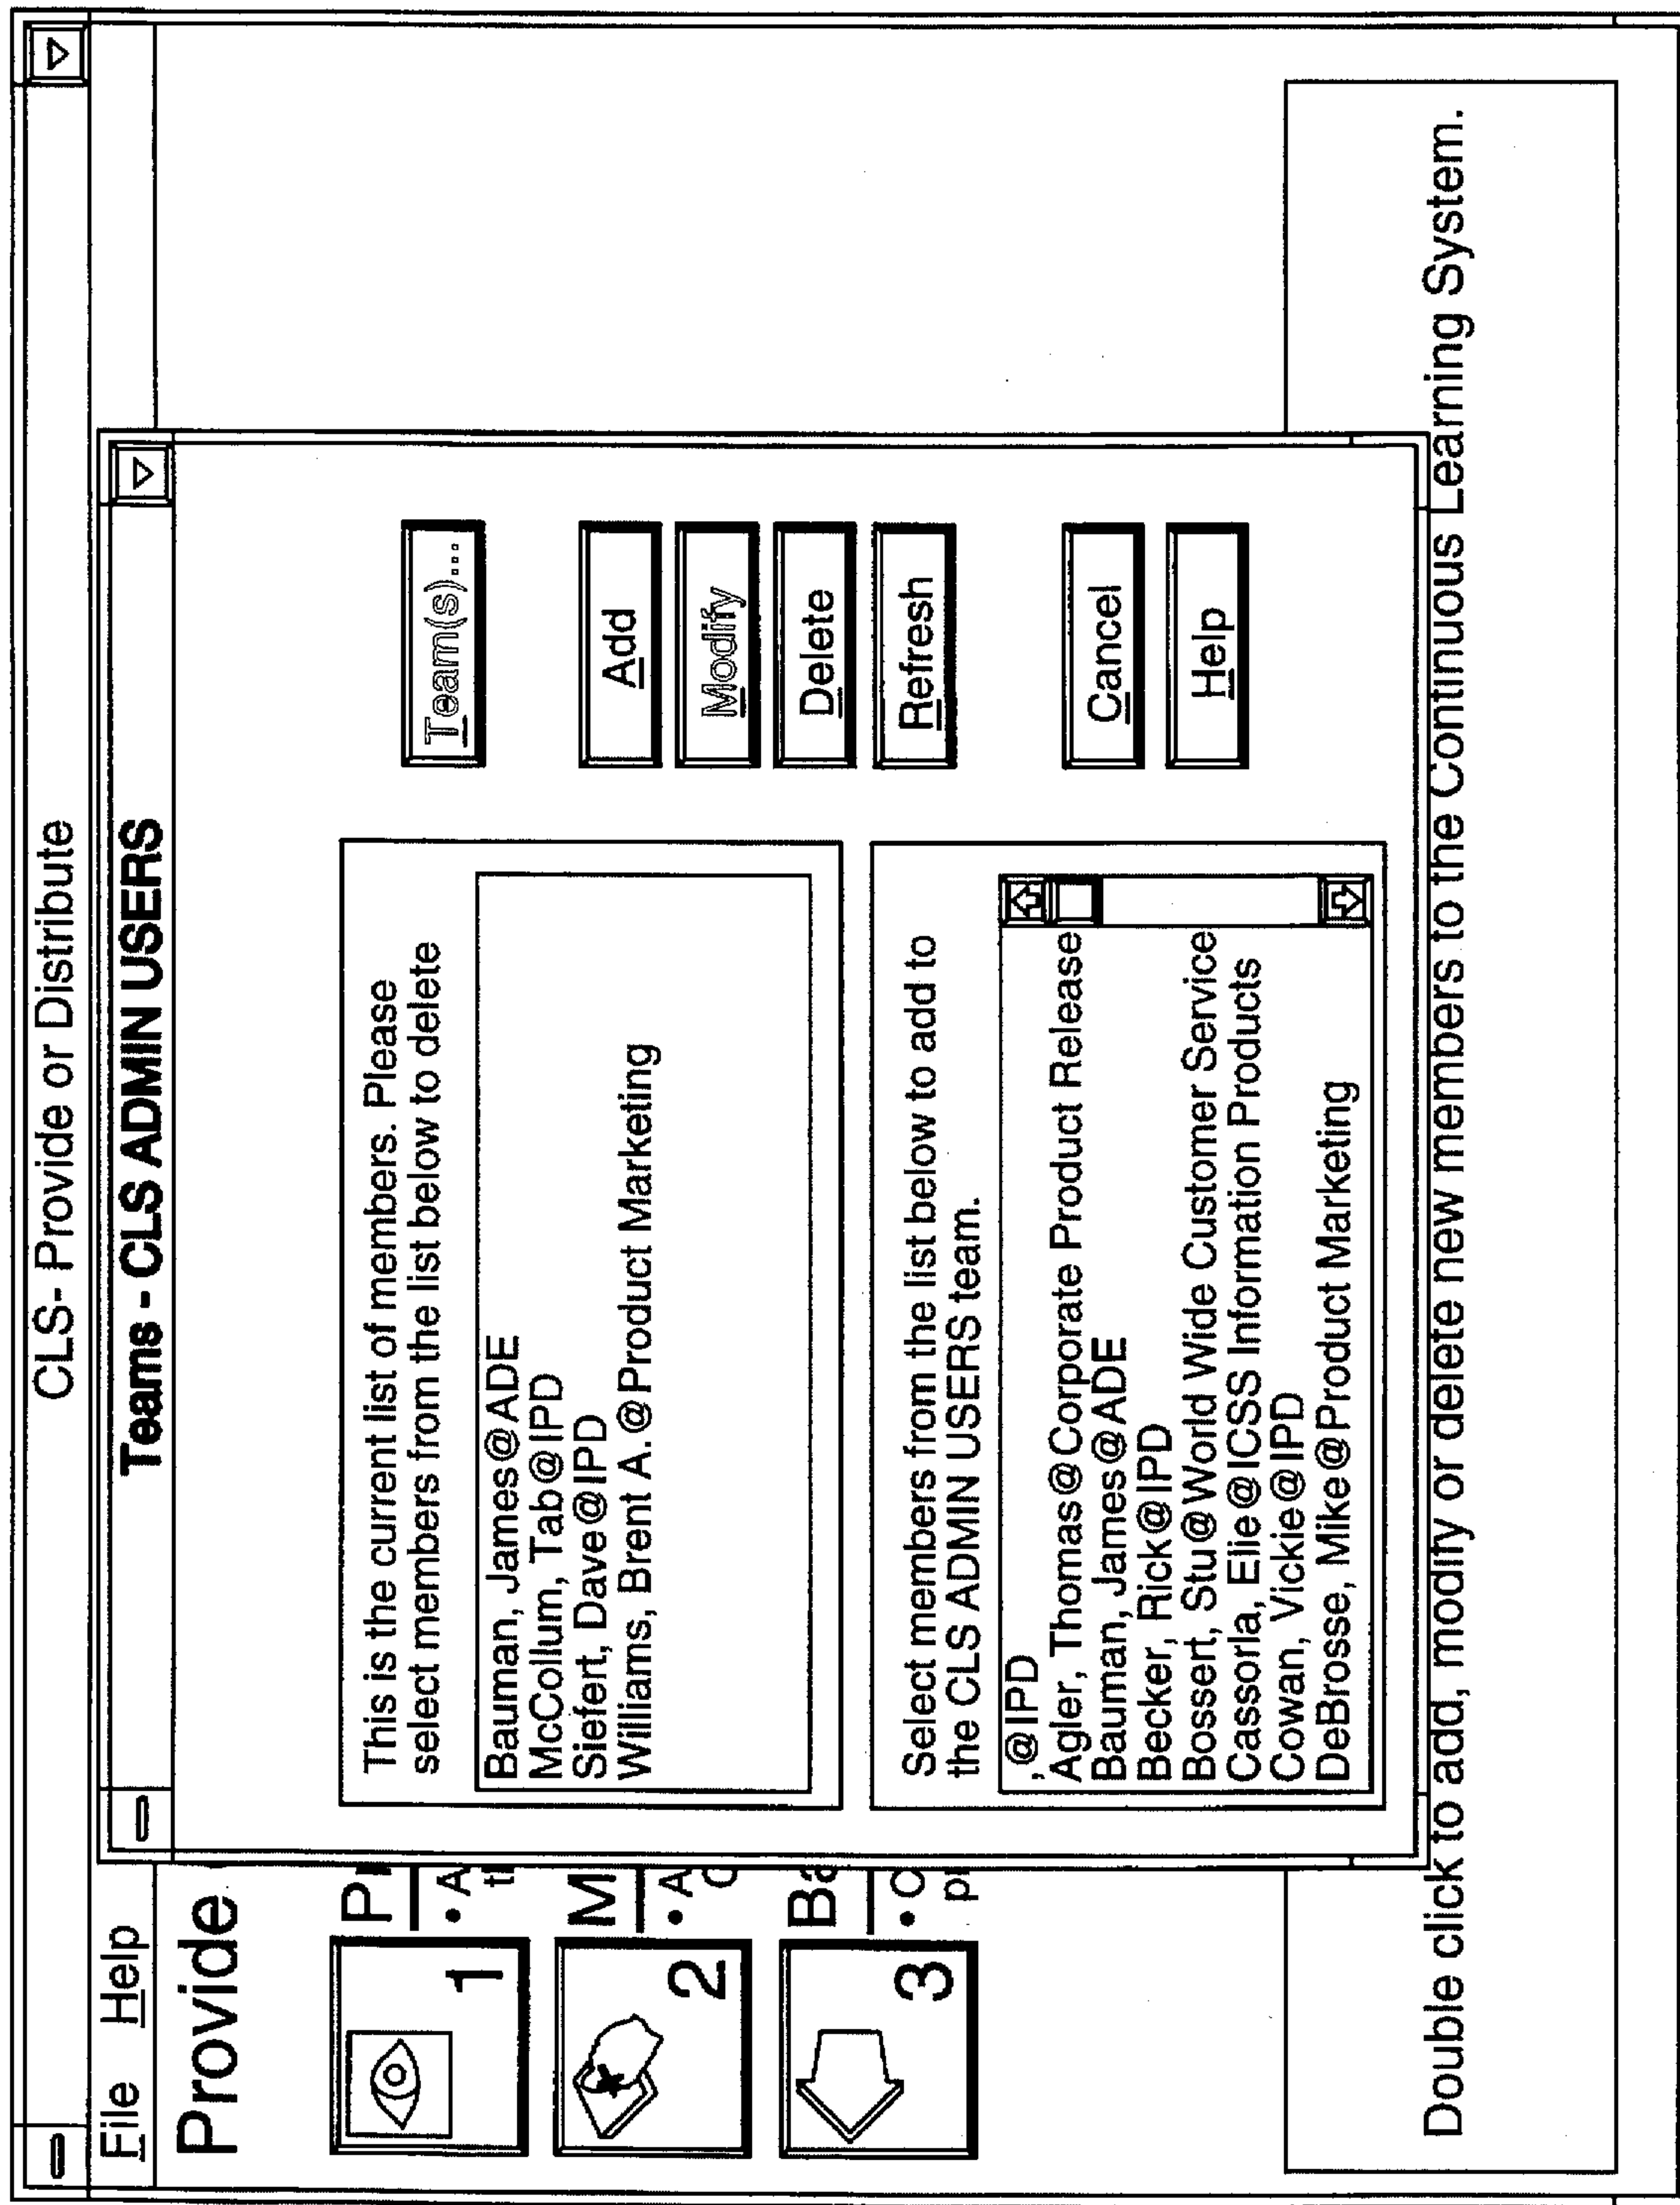 CLS- Provide or Distribute
File Help
Provide
1
2
3
Teams - CLS ADMIN USERS
This is the current list of members. Please
select members from the list below to delete
Bauman, James@ADE
McCollum, Tab@IPD
Siefert, Dave@IPD
Williams, Brent A.@Product Marketing
Select members from the list below to add to
the CLS ADMIN USERS team.
,@IPD
Agler, Thomas@Corporate Product Release
Bauman, James@ADE
Becker, Rick@IPD
Bossert, Stu@World Wide Customer Service
Cassorla, Elie@ICSS Information Products
Cowan, Vickie@IPD
DeBrosse, Mike@Product Marketing
Team(s)...
Add
Modify
Delete
Refresh
Cancel
Help
Double click to add, modify or delete new members to the Continuous Learning System.